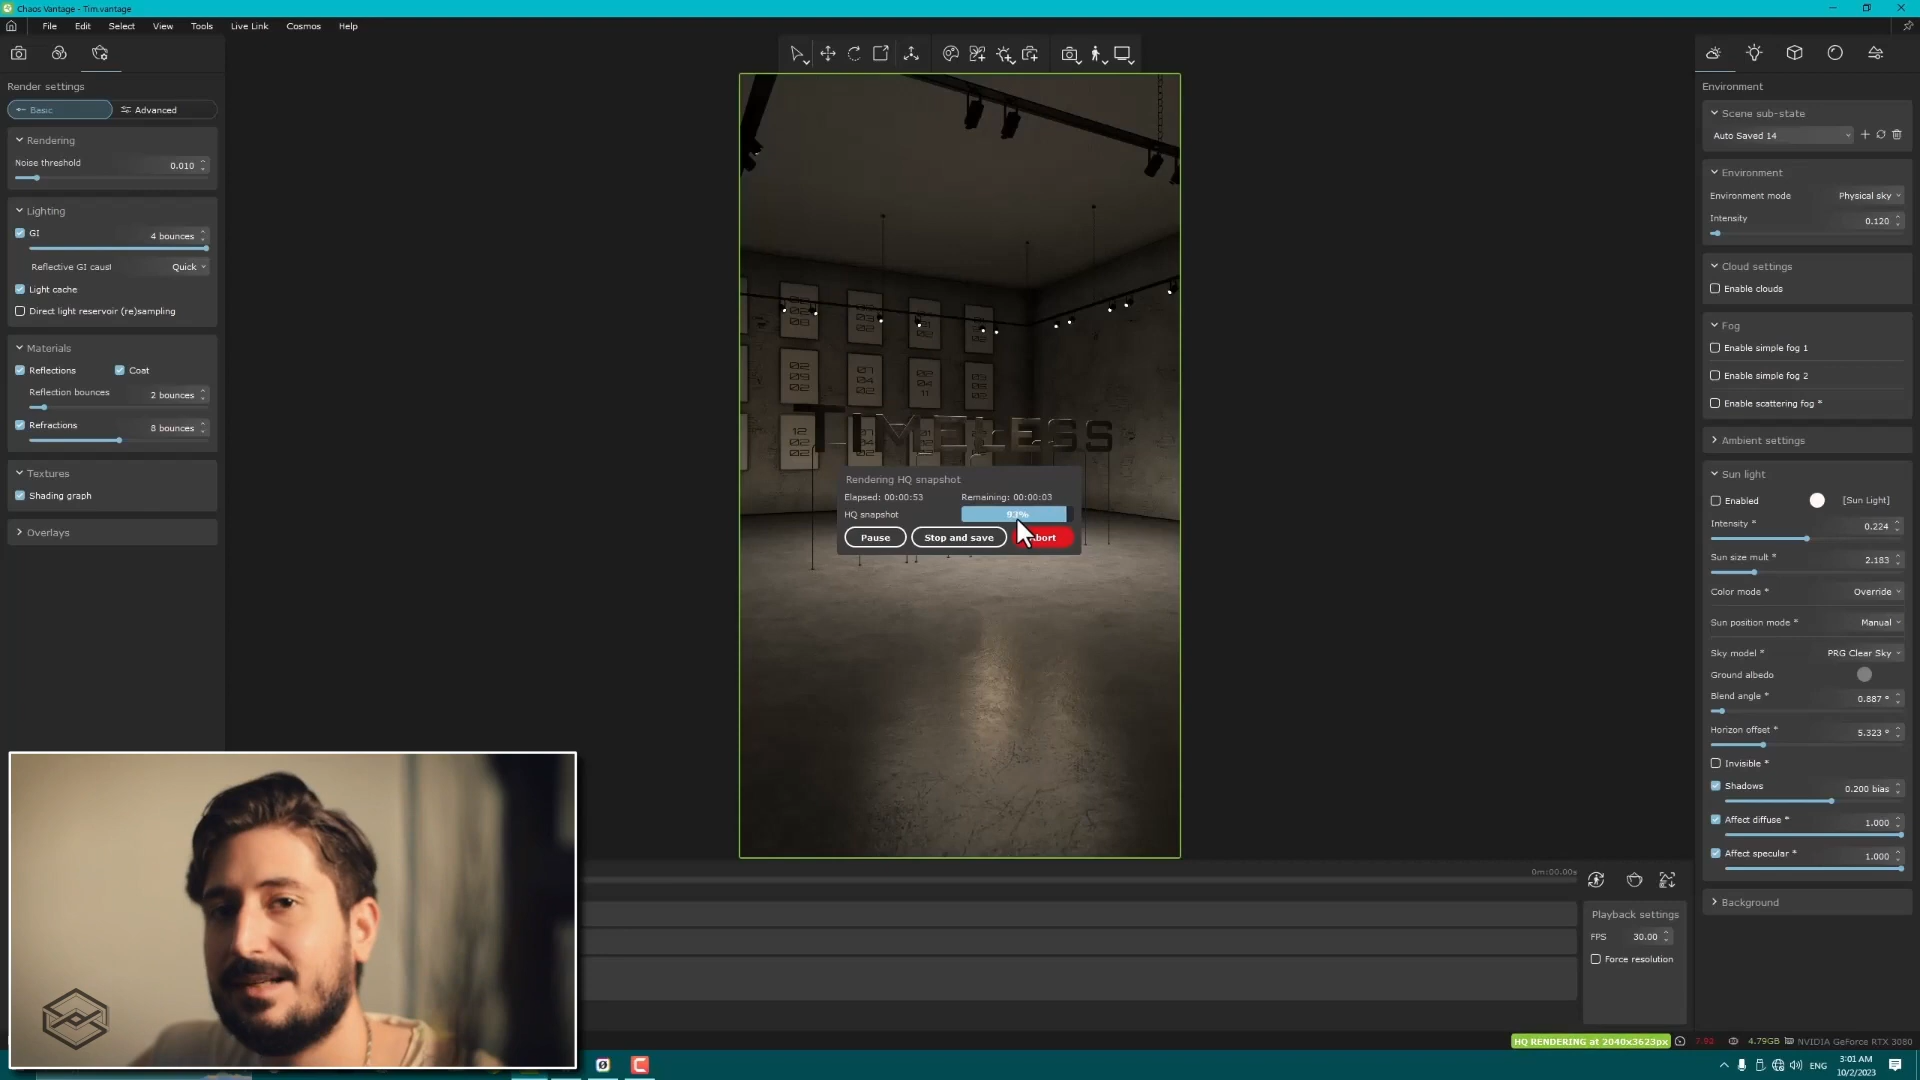 Chaos Vantage - Tim.vantage
File Edit Select View Tools Live Link Cosmos Help
Render settings
Basic Advanced
Rendering
Noise threshold 0.010
Lighting
GI 4 bounces
Reflective GI caust Quick
Light cache
Direct light reservoir (re)sampling
Materials
Reflections Coat
Reflection bounces 2 bounces
Refractions 8 bounces
Textures
Shading graph
Overlays
TIMELESS
Rendering HQ snapshot
Elapsed: 00:00:53 Remaining: 00:00:03
HQ snapshot 93%
Pause Stop and save bort
0m:00.00s
Playback settings
FPS 30.00
Force resolution
Environment
Scene sub-state
Auto Saved 14
Environment
Environment mode Physical sky
Intensity 0.120
Cloud settings
Enable clouds
Fog
Enable simple fog 1
Enable simple fog 2
Enable scattering fog *
Ambient settings
Sun light
Enabled [Sun Light]
Intensity * 0.224
Sun size mult * 2.183
Color mode * Override
Sun position mode * Manual
Sky model * PRG Clear Sky
Ground albedo
Blend angle * 0.887 °
Horizon offset * 5.323 °
Invisible *
Shadows 0.200 bias
Affect diffuse * 1.000
Affect specular * 1.000
Background
HQ RENDERING at 2040x3623px 7.92 4.79GB NVIDIA GeForce RTX 3080
ENG 3:01 AM
10/2/2023